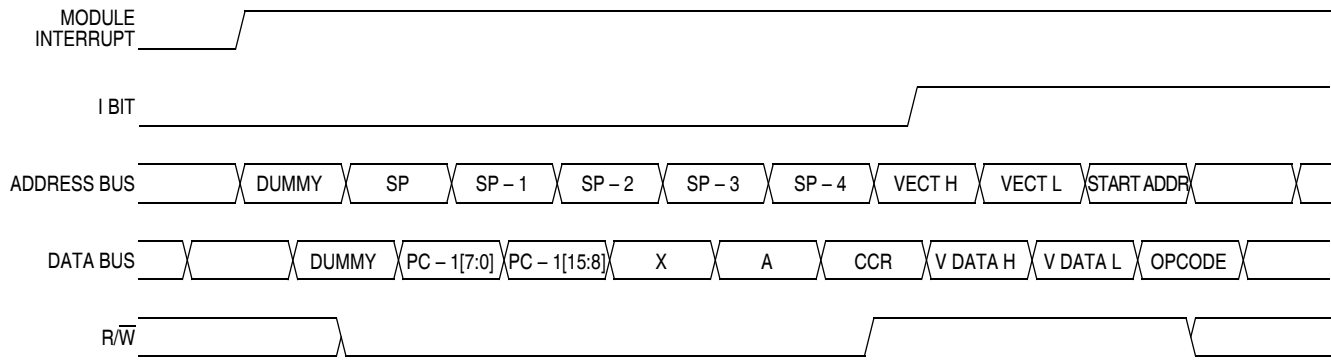 MODULE
INTERRUPT
I BIT
ADDRESS BUS DUMMY SP SP – 1 SP – 2 SP – 3 SP – 4 VECT H VECT L START ADDR
DATA BUS DUMMY PC – 1[7:0] PC – 1[15:8] X A CCR V DATA H V DATA L OPCODE
R/W̅